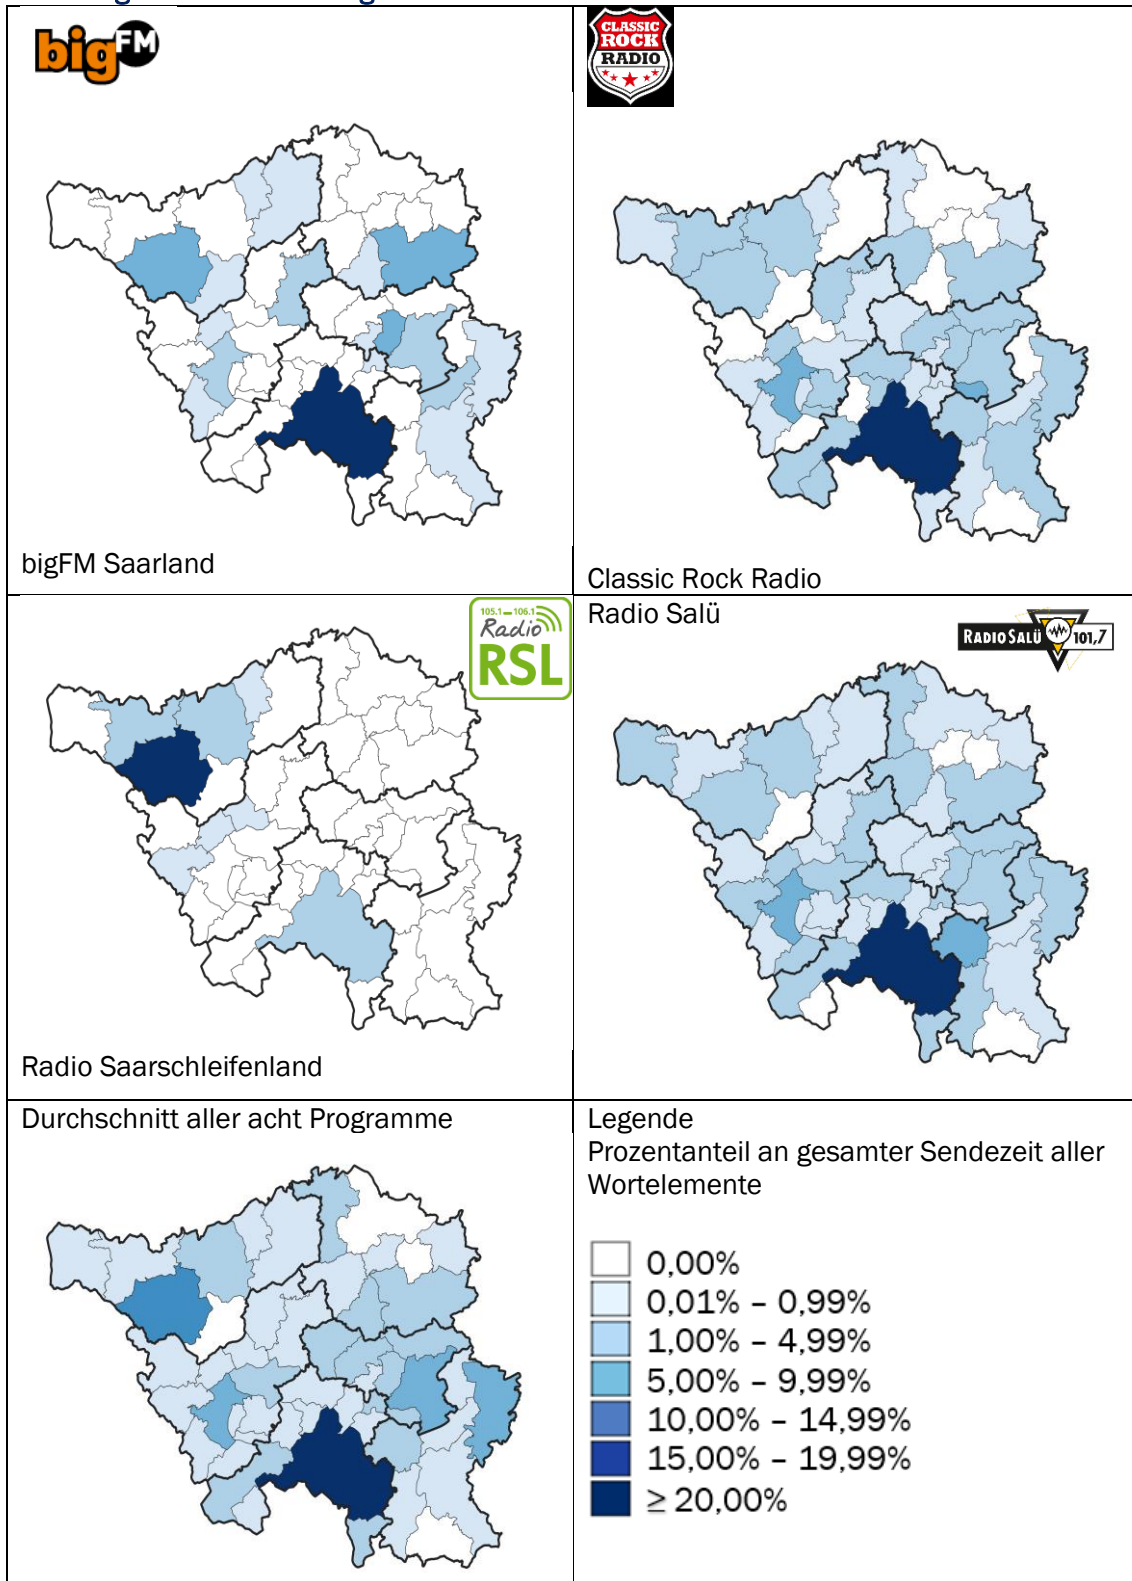 bigFM
CLASSIC
ROCK
RADIO
bigFM Saarland
Classic Rock Radio
105.1 106.1
Radio
RSL
Radio Saarschleifenland
Radio Salü
RADIO SALÜ 101,7
Durchschnitt aller acht Programme
Legende
Prozentanteil an gesamter Sendezeit aller
Wortelemente
0,00%
0,01% – 0,99%
1,00% – 4,99%
5,00% – 9,99%
10,00% – 14,99%
15,00% – 19,99%
≥ 20,00%